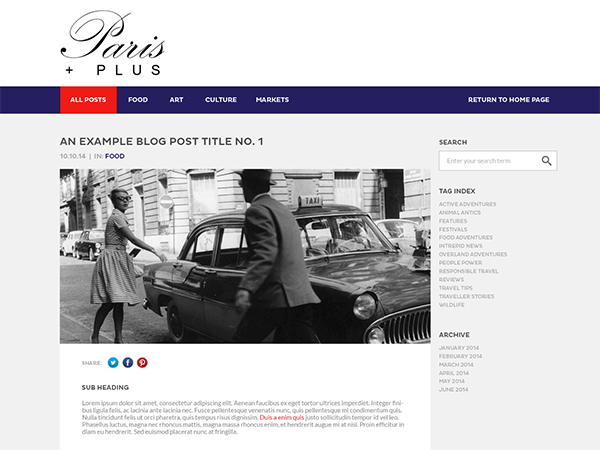 Paris
+ PLUS
ALL POSTS FOOD ART CULTURE MARKETS RETURN TO HOME PAGE
AN EXAMPLE BLOG POST TITLE NO. 1
10.10.14 | IN: FOOD
TAXI
SHARE:
SUB HEADING
Lorem ipsum dolor sit amet, consectetur adipiscing elit. Aenean faucibus ex eget tortor ultrices imperdiet. Integer fini-
bus ligula felis, ac lacinia ante lacinia nec. Fusce pellentesque venenatis nunc, quis pellentesque mi condimentum quis.
Nulla tincidunt felis ut orci pharetra, quis tempus risus dignissim. Duis a enim quis justo sollicitudin tempor id vel leo.
Phasellus luctus, magna nec rhoncus mattis, magna massa rhoncus enim, et hendrerit augue mi at nisi. Proin efficitur in
diam eu hendrerit. Sed euismod placerat nunc at fringilla.
SEARCH
Enter your search term
TAG INDEX
ACTIVE ADVENTURES
ANIMAL ANTICS
FEATURES
FESTIVALS
FOOD ADVENTURES
INTREPID NEWS
OVERLAND ADVENTURES
PEOPLE POWER
RESPONSIBLE TRAVEL
REVIEWS
TRAVEL TIPS
TRAVELLER STORIES
WILDLIFE
ARCHIVE
JANUARY 2014
FEBRUARY 2014
MARCH 2014
APRIL 2014
MAY 2014
JUNE 2014